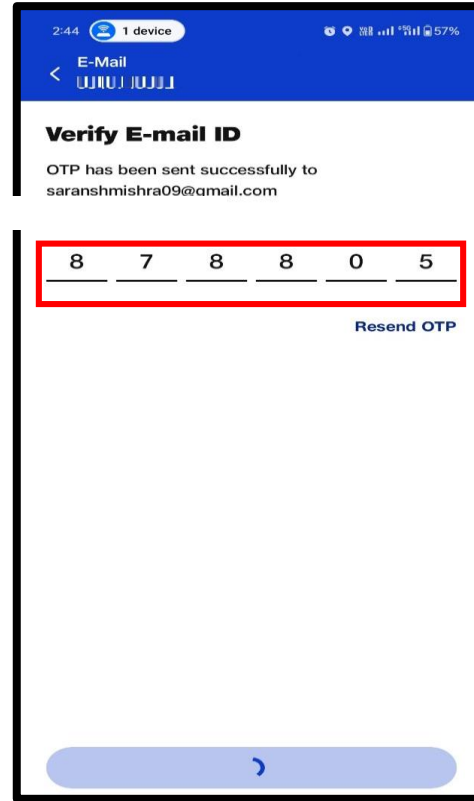 2:44 1 device 57%
E-Mail
Verify E-mail ID
OTP has been sent successfully to
saranshmishra09@gmail.com
8 7 8 8 0 5
Resend OTP